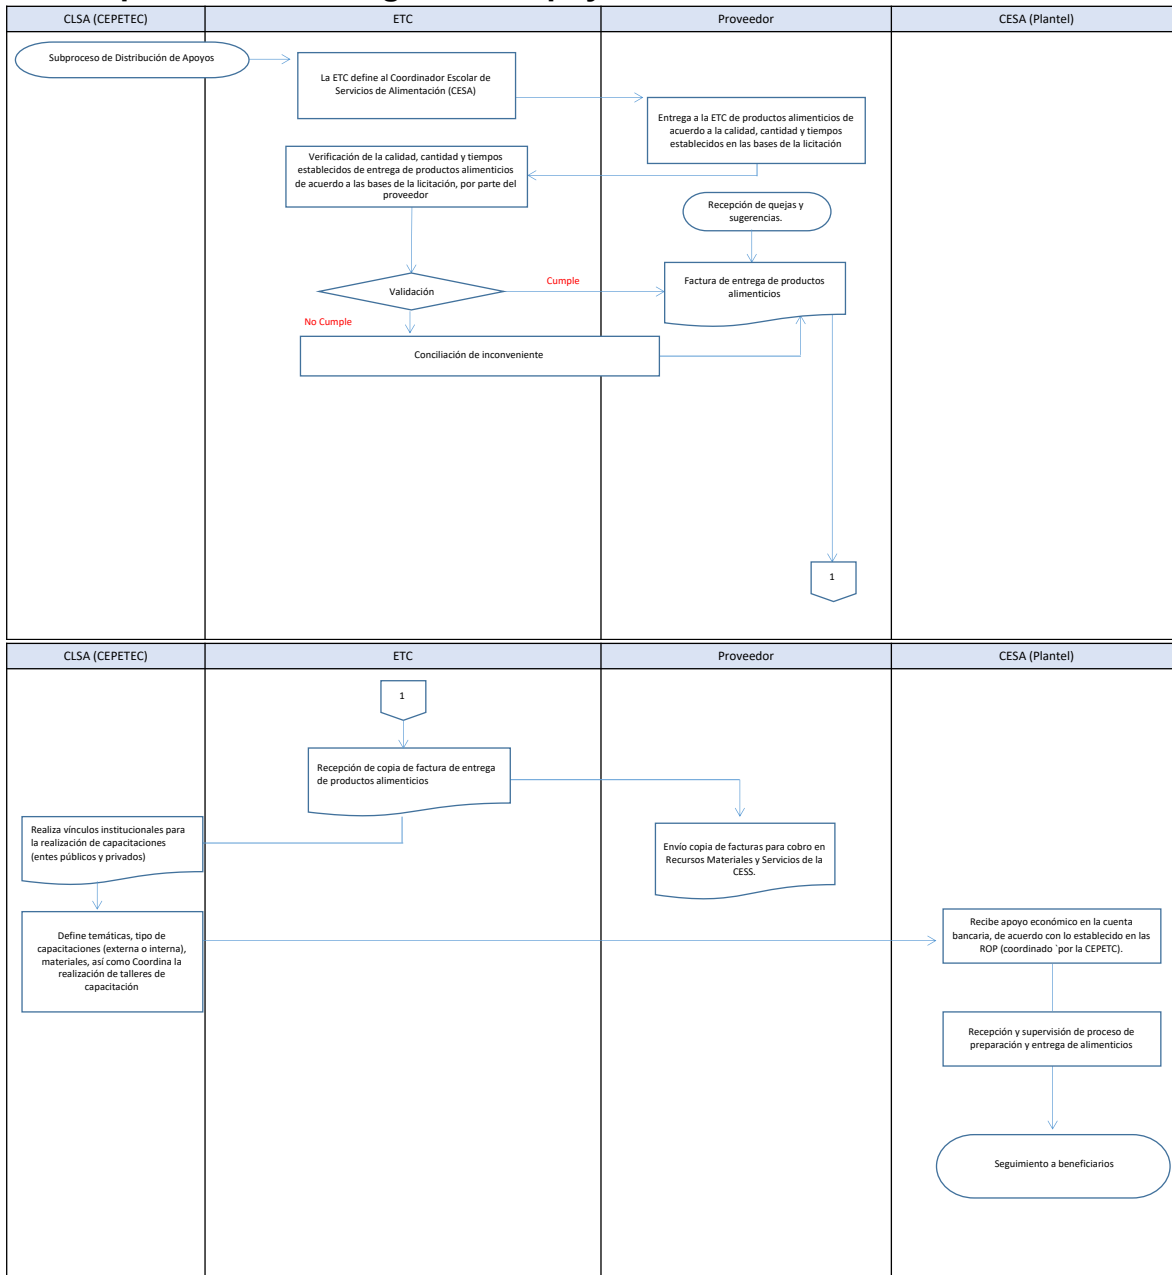 CLSA (CEPETEC)
ETC
Proveedor
CESA (Plantel)
Subproceso de Distribución de Apoyos
La ETC define al Coordinador Escolar de
Servicios de Alimentación (CESA)
Entrega a la ETC de productos alimenticios de
acuerdo a la calidad, cantidad y tiempos
establecidos en las bases de la licitación
Verificación de la calidad, cantidad y tiempos
establecidos de entrega de productos alimenticios
de acuerdo a las bases de la licitación, por parte del
proveedor
Recepción de quejas y
sugerencias.
Validación
Cumple
Factura de entrega de productos
alimenticios
No Cumple
Conciliación de inconveniente
1
CLSA (CEPETEC)
ETC
Proveedor
CESA (Plantel)
1
Recepción de copia de factura de entrega
de productos alimenticios
Realiza vínculos institucionales para
la realización de capacitaciones
(entes públicos y privados)
Envío copia de facturas para cobro en
Recursos Materiales y Servicios de la
CESS.
Define temáticas, tipo de
capacitaciones (externa o interna),
materiales, así como Coordina la
realización de talleres de
capacitación
Recibe apoyo económico en la cuenta
bancaria, de acuerdo con lo establecido en las
ROP (coordinado `por la CEPETC).
Recepción y supervisión de proceso de
preparación y entrega de alimenticios
Seguimiento a beneficiarios